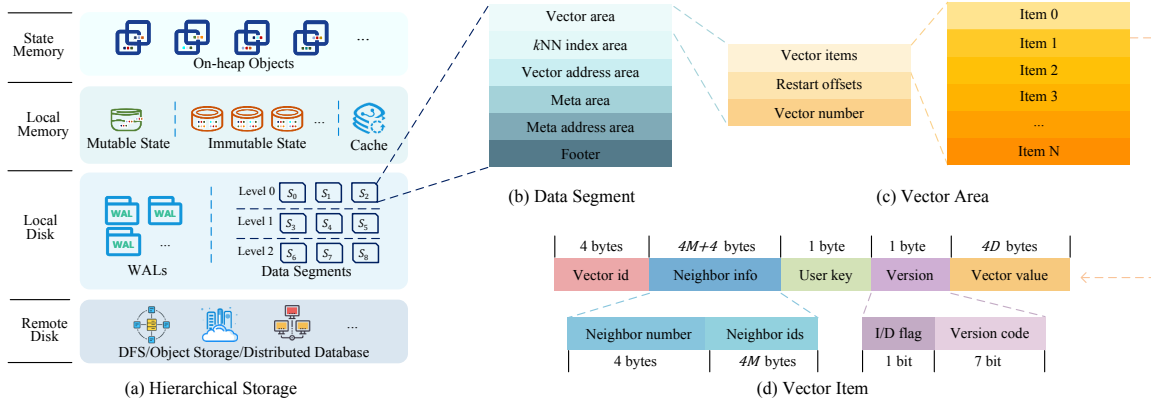 State
Memory
On-heap Objects
...
Local
Memory
Mutable State
Immutable State
...
Cache
Local
Disk
WAL
WAL
WAL
...
WALs
Level 0
S0
S1
S2
Level 1
S3
S4
S5
Level 2
S6
S7
S8
Data Segments
Remote
Disk
...
DFS/Object Storage/Distributed Database
(a) Hierarchical Storage
Vector area
kNN index area
Vector address area
Meta area
Meta address area
Footer
(b) Data Segment
Vector items
Restart offsets
Vector number
Item 0
Item 1
Item 2
Item 3
...
Item N
(c) Vector Area
4 bytes
4M+4 bytes
1 byte
1 byte
4D bytes
Vector id
Neighbor info
User key
Version
Vector value
Neighbor number
Neighbor ids
I/D flag
Version code
4 bytes
4M bytes
1 bit
7 bit
(d) Vector Item